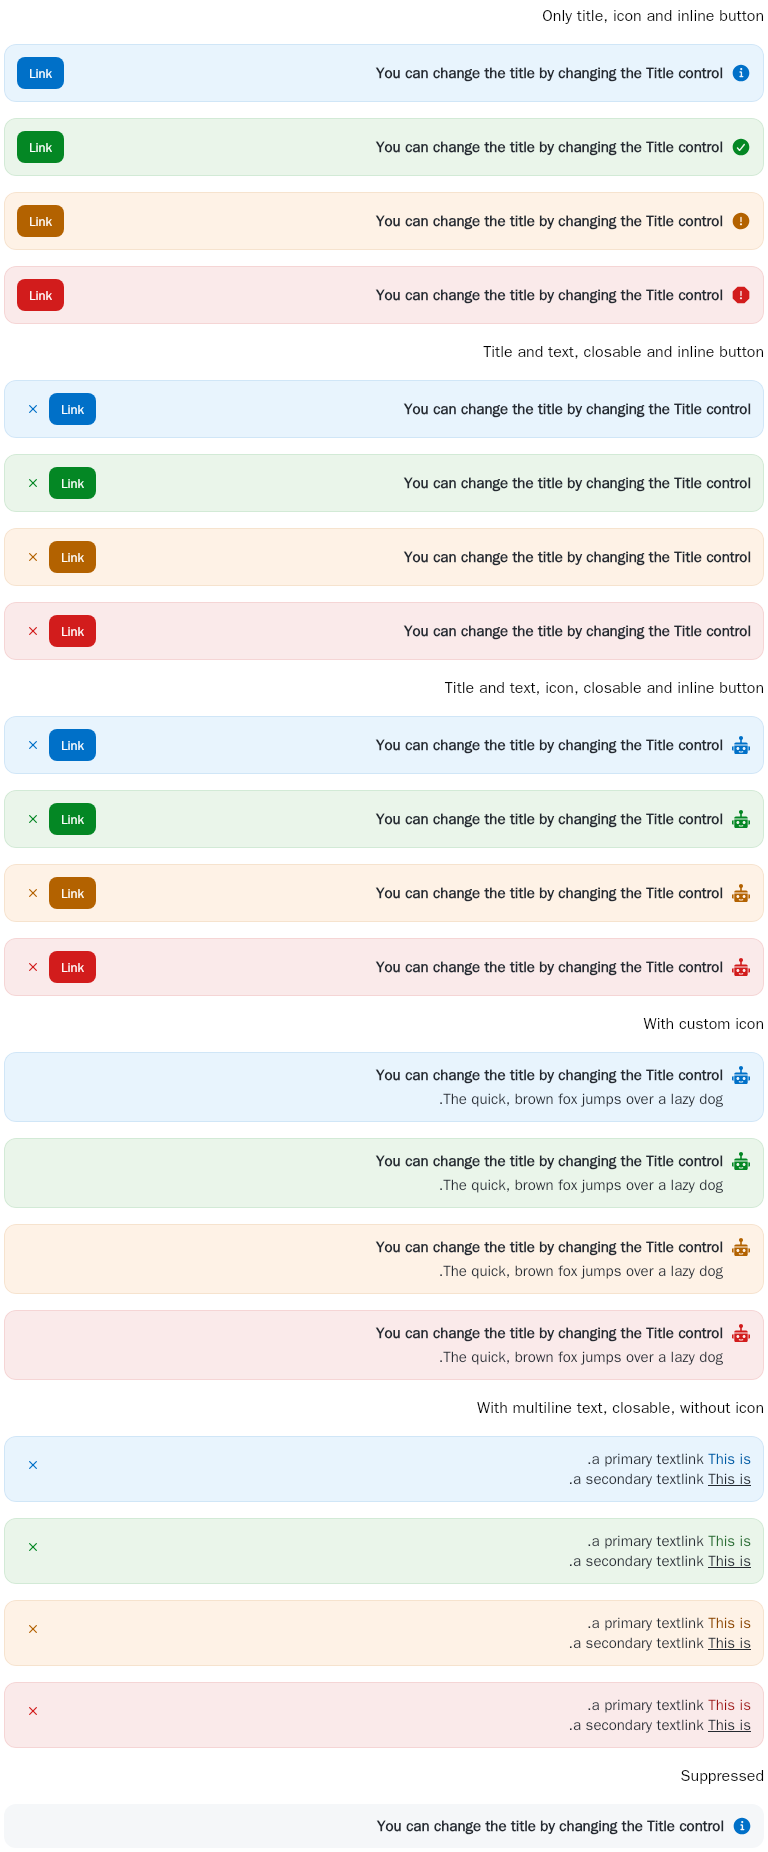 Only title, icon and inline button
You can change the title by changing the Title control Link
You can change the title by changing the Title control Link
You can change the title by changing the Title control Link
You can change the title by changing the Title control Link
Title and text, closable and inline button
You can change the title by changing the Title control Link
You can change the title by changing the Title control Link
You can change the title by changing the Title control Link
You can change the title by changing the Title control Link
Title and text, icon, closable and inline button
You can change the title by changing the Title control Link
You can change the title by changing the Title control Link
You can change the title by changing the Title control Link
You can change the title by changing the Title control Link
With custom icon
You can change the title by changing the Title control
.The quick, brown fox jumps over a lazy dog
You can change the title by changing the Title control
.The quick, brown fox jumps over a lazy dog
You can change the title by changing the Title control
.The quick, brown fox jumps over a lazy dog
You can change the title by changing the Title control
.The quick, brown fox jumps over a lazy dog
With multiline text, closable, without icon
.a primary textlink This is
.a secondary textlink This is
.a primary textlink This is
.a secondary textlink This is
.a primary textlink This is
.a secondary textlink This is
.a primary textlink This is
.a secondary textlink This is
Suppressed
You can change the title by changing the Title control